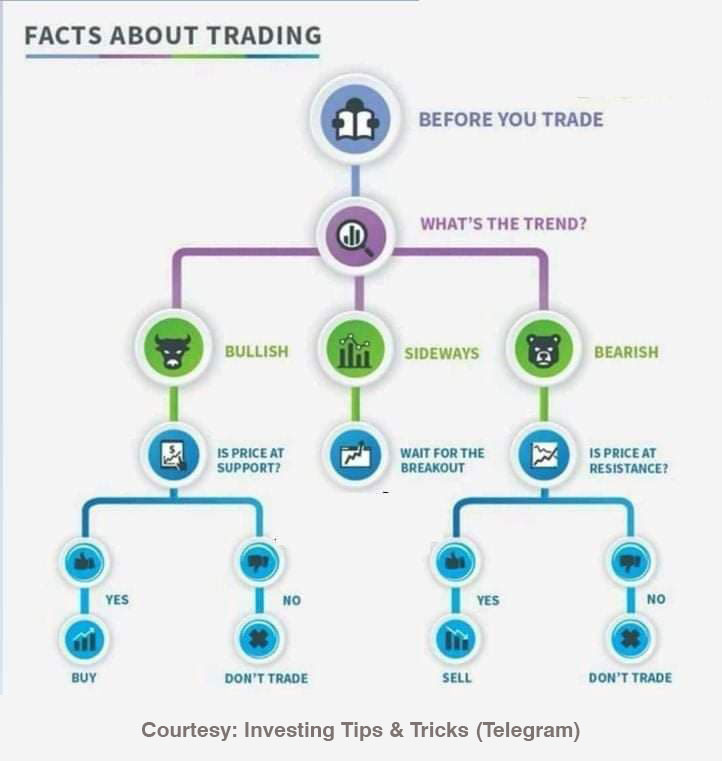 FACTS ABOUT TRADING
BEFORE YOU TRADE
WHAT'S THE TREND?
BULLISH
SIDEWAYS
BEARISH
IS PRICE AT
SUPPORT?
WAIT FOR THE
BREAKOUT
IS PRICE AT
RESISTANCE?
YES
NO
YES
NO
BUY
DON'T TRADE
SELL
DON'T TRADE
Courtesy: Investing Tips & Tricks (Telegram)